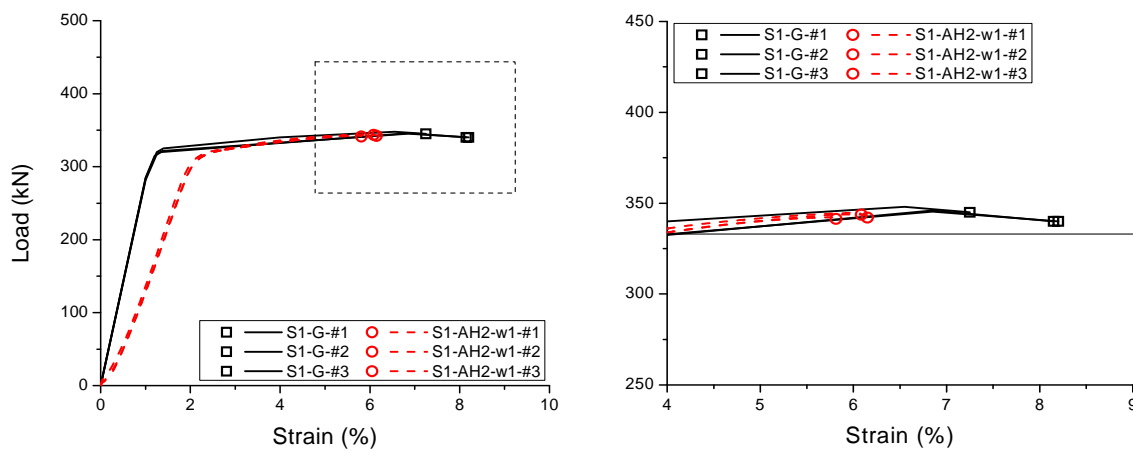 500
400
300
200
100
0
Load (kN)
0
2
4
6
8
10
Strain (%)
S1-G-#1
S1-AH2-w1-#1
S1-G-#2
S1-AH2-w1-#2
S1-G-#3
S1-AH2-w1-#3
450
400
350
300
250
4
5
6
7
8
9
Strain (%)
S1-G-#1
S1-AH2-w1-#1
S1-G-#2
S1-AH2-w1-#2
S1-G-#3
S1-AH2-w1-#3